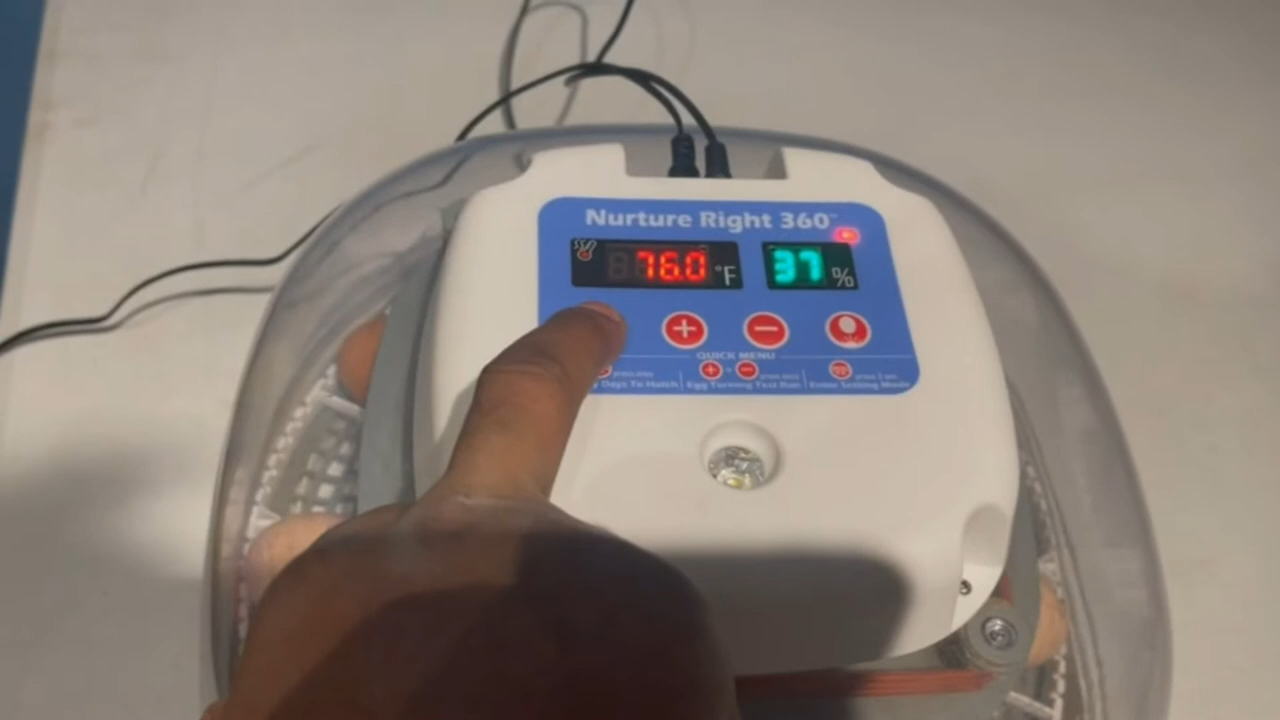 Nurture Right 360™
76.0 °F 37 %
+ −
QUICK MENU
+ - −
Days To Hatch Egg Turning Test Run Enter Setting Mode